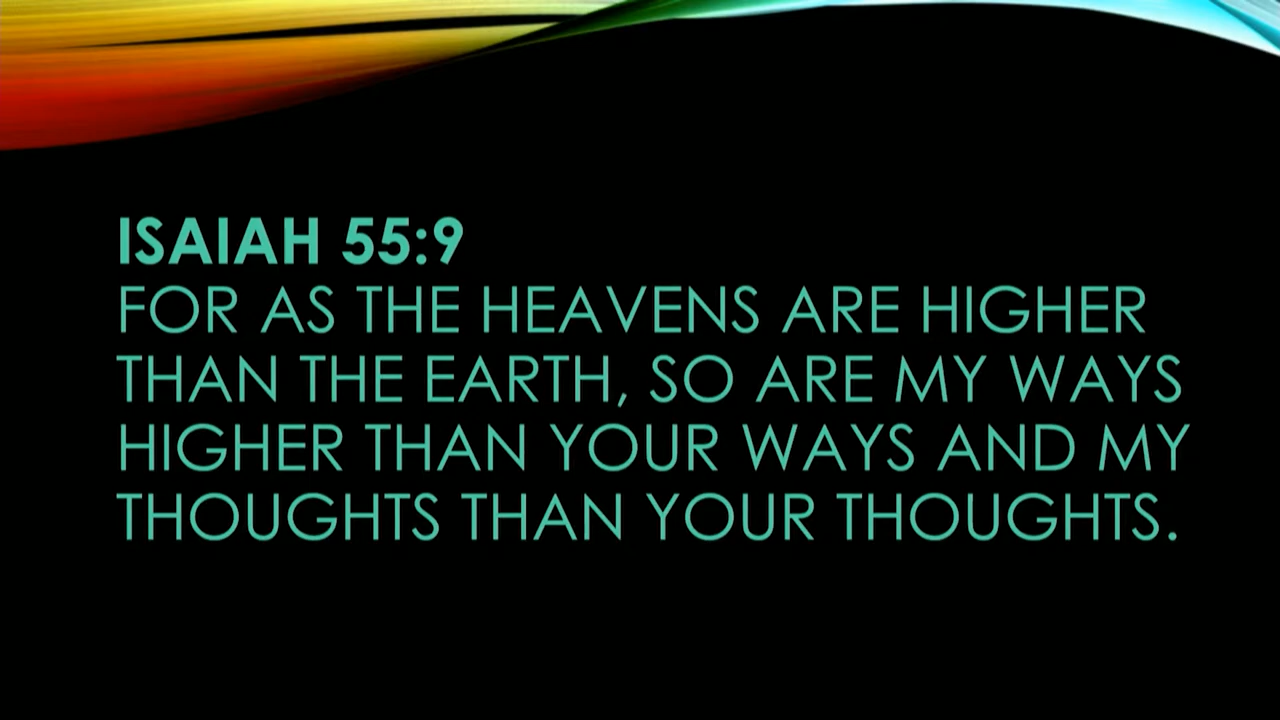 ISAIAH 55:9
FOR AS THE HEAVENS ARE HIGHER
THAN THE EARTH, SO ARE MY WAYS
HIGHER THAN YOUR WAYS AND MY
THOUGHTS THAN YOUR THOUGHTS.